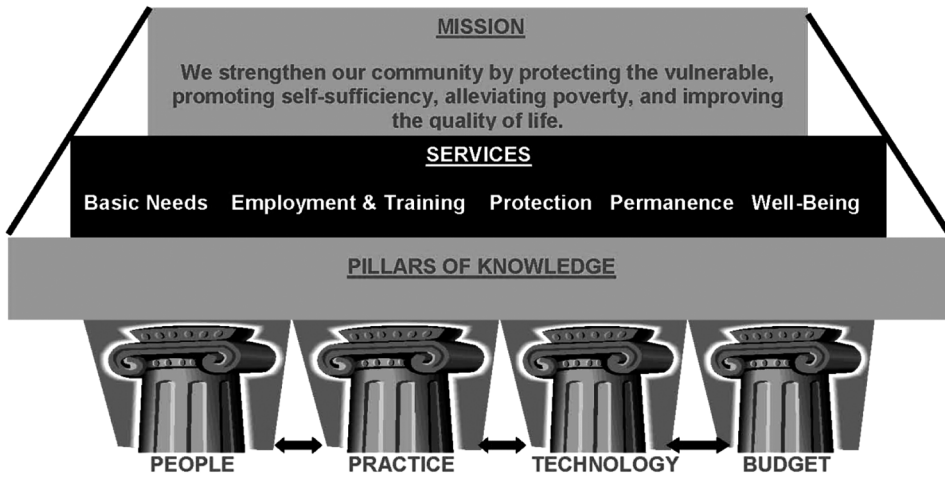 MISSION
We strengthen our community by protecting the vulnerable,
promoting self-sufficiency, alleviating poverty, and improving
the quality of life.
SERVICES
Basic Needs Employment & Training Protection Permanence Well-Being
PILLARS OF KNOWLEDGE
PEOPLE PRACTICE TECHNOLOGY BUDGET